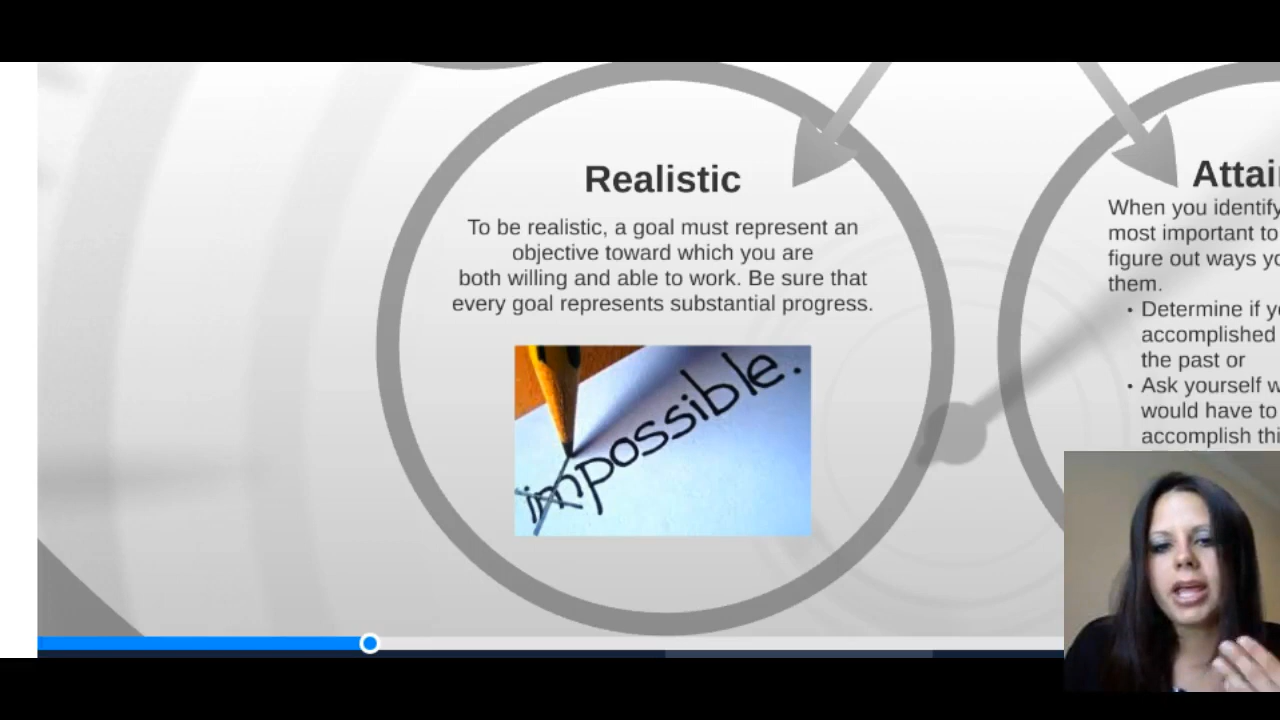 Realistic
To be realistic, a goal must represent an
objective toward which you are
both willing and able to work. Be sure that
every goal represents substantial progress.
impossible.
Attai
When you identify
most important to
figure out ways yo
them.
• Determine if yo
accomplished
the past or
• Ask yourself w
would have to
accomplish thi